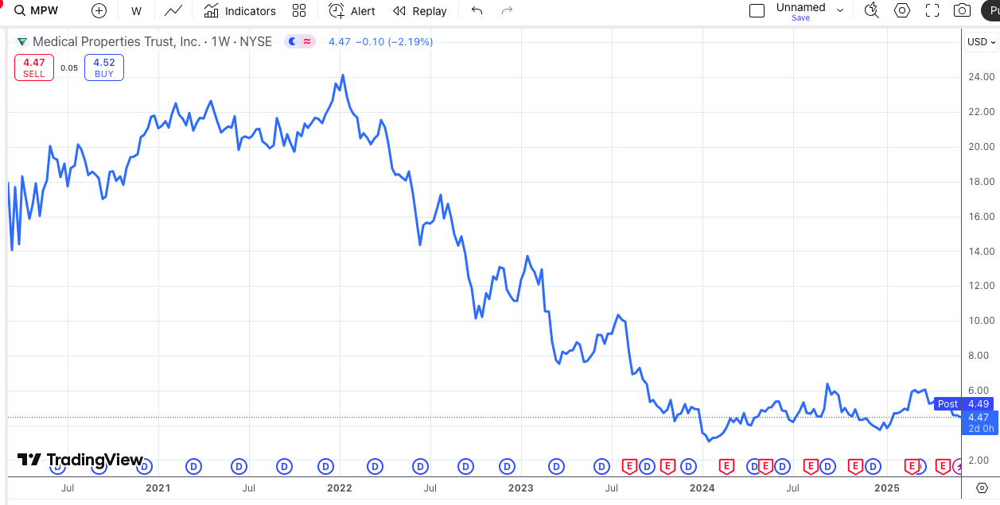 MPW W Indicators Alert Replay Unnamed
Save
Medical Properties Trust, Inc. · 1W · NYSE 4.47 −0.10 (−2.19%) USD
4.47 0.05 4.52
SELL BUY
24.00
22.00
20.00
18.00
16.00
14.00
12.00
10.00
8.00
6.00
Post 4.49
4.47
2d 0h
2.00
TradingView
D D D D D D D D D D D D D E D E D E D E D E D E D E D E
Jul 2021 Jul 2022 Jul 2023 Jul 2024 Jul 2025